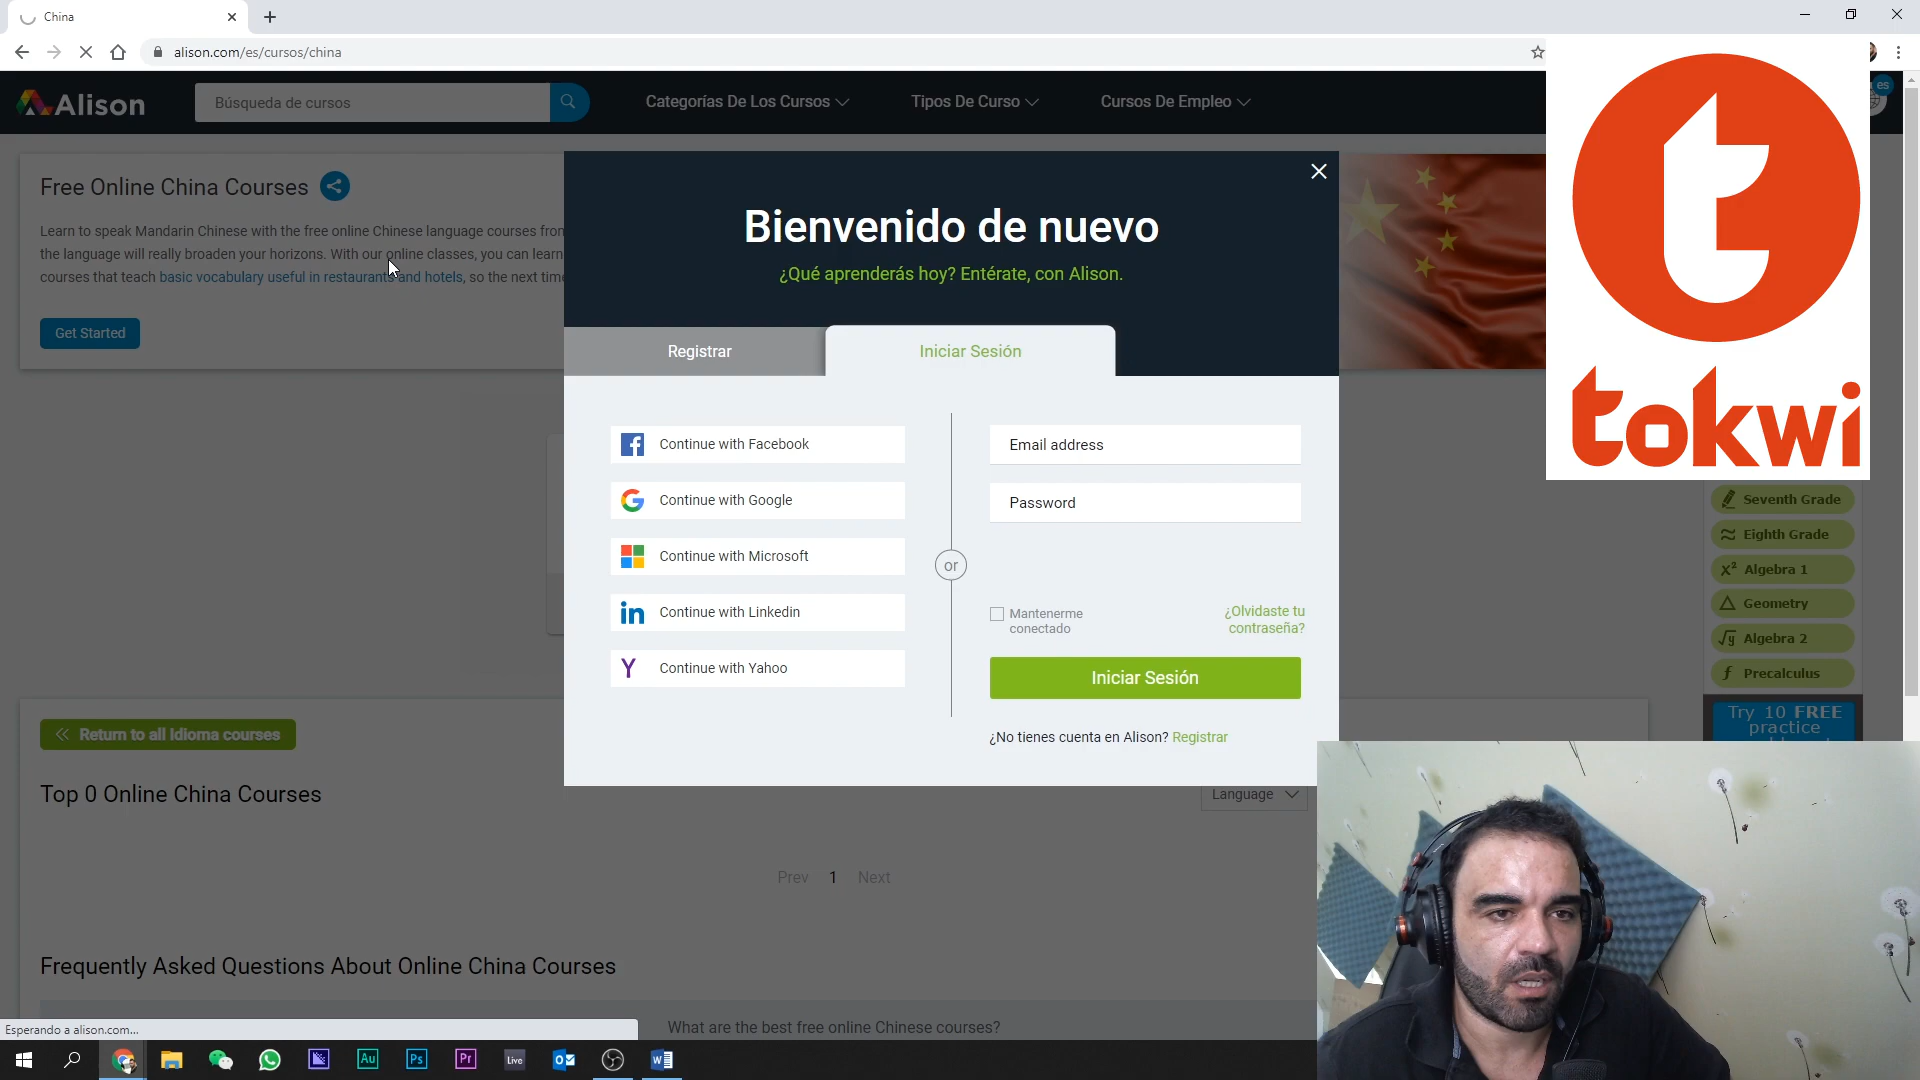 China
alison.com/es/cursos/china
Alison
Búsqueda de cursos
Categorías De Los Cursos
Tipos De Curso
Cursos De Empleo
es
Free Online China Courses
Learn to speak Mandarin Chinese with the free online Chinese language courses from
the language will really broaden your horizons. With our online classes, you can learn
courses that teach basic vocabulary useful in restaurants and hotels, so the next time
Get Started
Bienvenido de nuevo
¿Qué aprenderás hoy? Entérate, con Alison.
Registrar
Iniciar Sesión
Continue with Facebook
Continue with Google
Continue with Microsoft
Continue with Linkedin
Continue with Yahoo
or
Email address
Password
Mantenerme
conectado
¿Olvidaste tu
contraseña?
Iniciar Sesión
¿No tienes cuenta en Alison? Registrar
tokwi
Seventh Grade
Eighth Grade
x² Algebra 1
Geometry
√y Algebra 2
f Precalculus
Try 10 FREE
practice
Return to all Idioma courses
Top 0 Online China Courses
Language
Prev 1 Next
Frequently Asked Questions About Online China Courses
What are the best free online Chinese courses?
Esperando a alison.com...
Au
Ps
Pr
Live